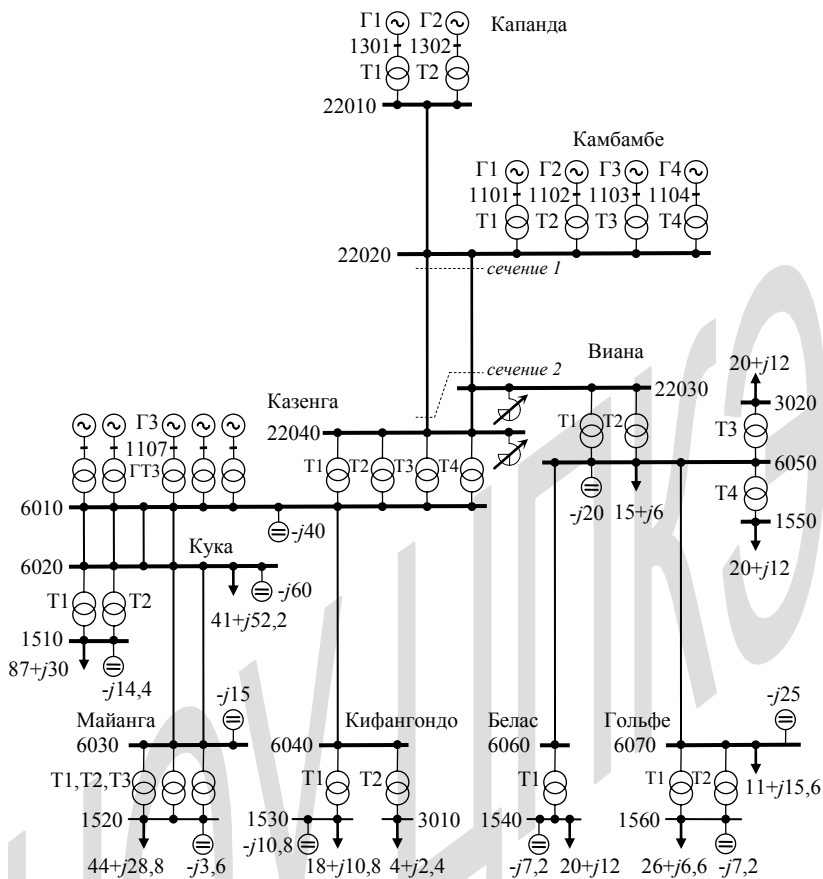 Г1 Г2 Капанда
1301 1302
Т1 Т2
22010
Камбамбе
Г1 Г2 Г3 Г4
1101 1102 1103 1104
Т1 Т2 Т3 Т4
22020
сечение 1
сечение 2
Виана
20+j12
22030
3020
Казенга
Г3
Т1 Т2
Т3
22040
1107
ГТ3
Т1 Т2 Т3 Т4
6050
Т4
-j20 15+j6
6010
-j40
1550
Кука
20+j12
6020
-j60
Т1 Т2
41+j52,2
1510
87+j30
-j14,4
-j15
-j25
Майанга Кифангондо Белас Гольфе
6030 6040 6060 6070
Т1,Т2,Т3 Т1 Т2 Т1 Т1 Т2
11+j15,6
1520 1530 3010 1540 1560
-j10,8
44+j28,8 -j3,6 18+j10,8 4+j2,4 -j7,2 20+j12 26+j6,6 -j7,2